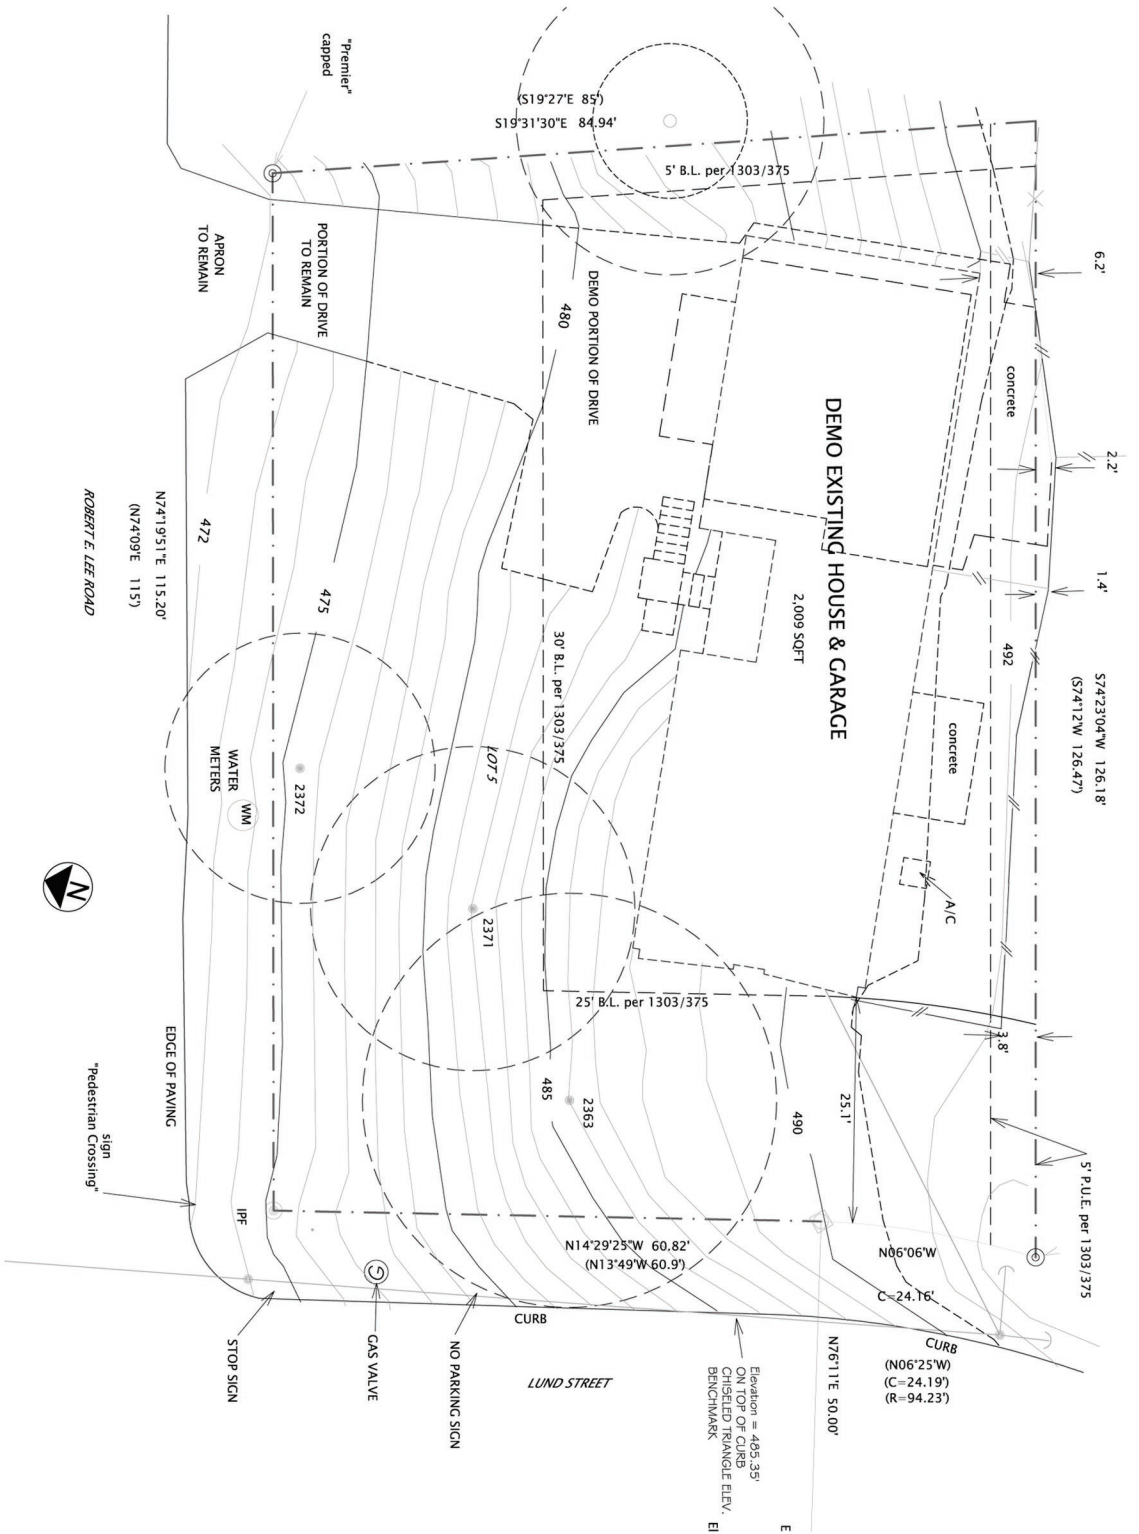 "Premier"
capped
(S19°27'E 85')
S19°31'30"E 84.94'
5' B.L. per 1303/375
6.2'
APRON
TO REMAIN
PORTION OF DRIVE
TO REMAIN
DEMO PORTION OF DRIVE
480
concrete
2.2'
DEMO EXISTING HOUSE & GARAGE
2,009 SQFT
1.4'
492
S74°23'04"W 126.18'
(S74°12'W 126.47')
472
475
N74°19'51"E 115.20'
(N74°09'E 115')
ROBERT E. LEE ROAD
30' B.L. per 1303/375
LOT 5
concrete
WATER
METERS
WM
2372
2371
A/C
N
25' B.L. per 1303/375
3.8'
485
2363
490
25.1'
EDGE OF PAVING
sign
"Pedestrian Crossing"
5' P.U.E. per 1303/375
IPF
N14°29'25"W 60.82'
(N13°49'W 60.9')
N06°06'W
C=24.16'
G
CURB
CURB
(N06°25'W)
(C=24.19')
(R=94.23')
STOP SIGN
GAS VALVE
NO PARKING SIGN
LUND STREET
N76°11'E 50.00'
BENCHMARK
CHISELED TRIANGLE ELEV.
ON TOP OF CURB
Elevation = 485.35'
E
El